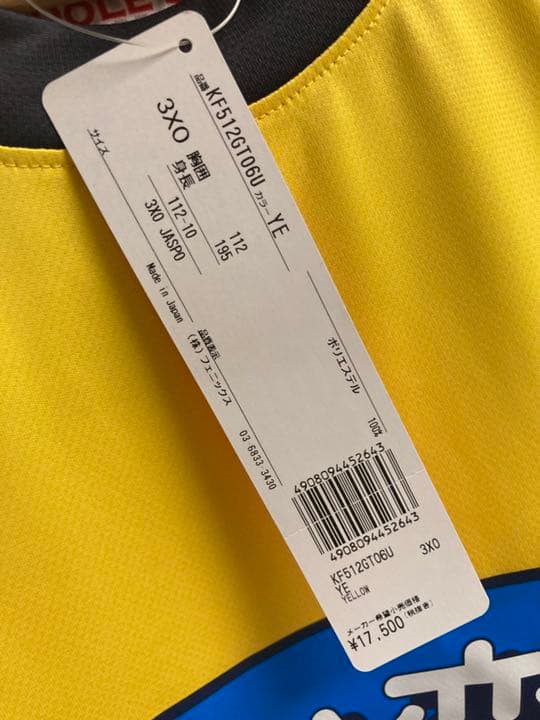 品番 KF512GT06U カラー YE
サイズ
3XO 胸囲 112
身長 195
112-10
3XO JASPO
Made in Japan
ポリエステル 100%
品質表示
(株)フェニックス
03-6833-3430
4908094452643
4908094452643
KF512GT06U 3XO
YE
YELLOW
メーカー希望小売価格
¥17,500(税抜き)